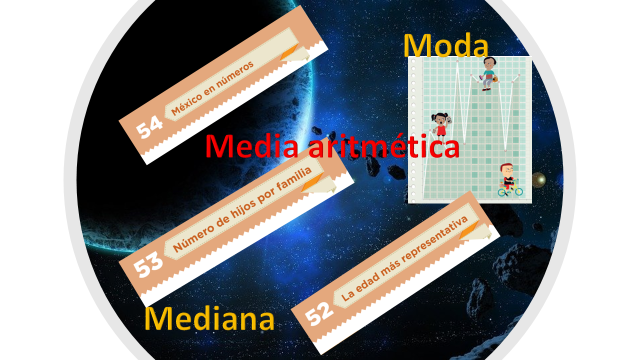 Moda
54 México en números
Media aritmética
53 Número de hijos por familia
52 La edad más representativa
Mediana